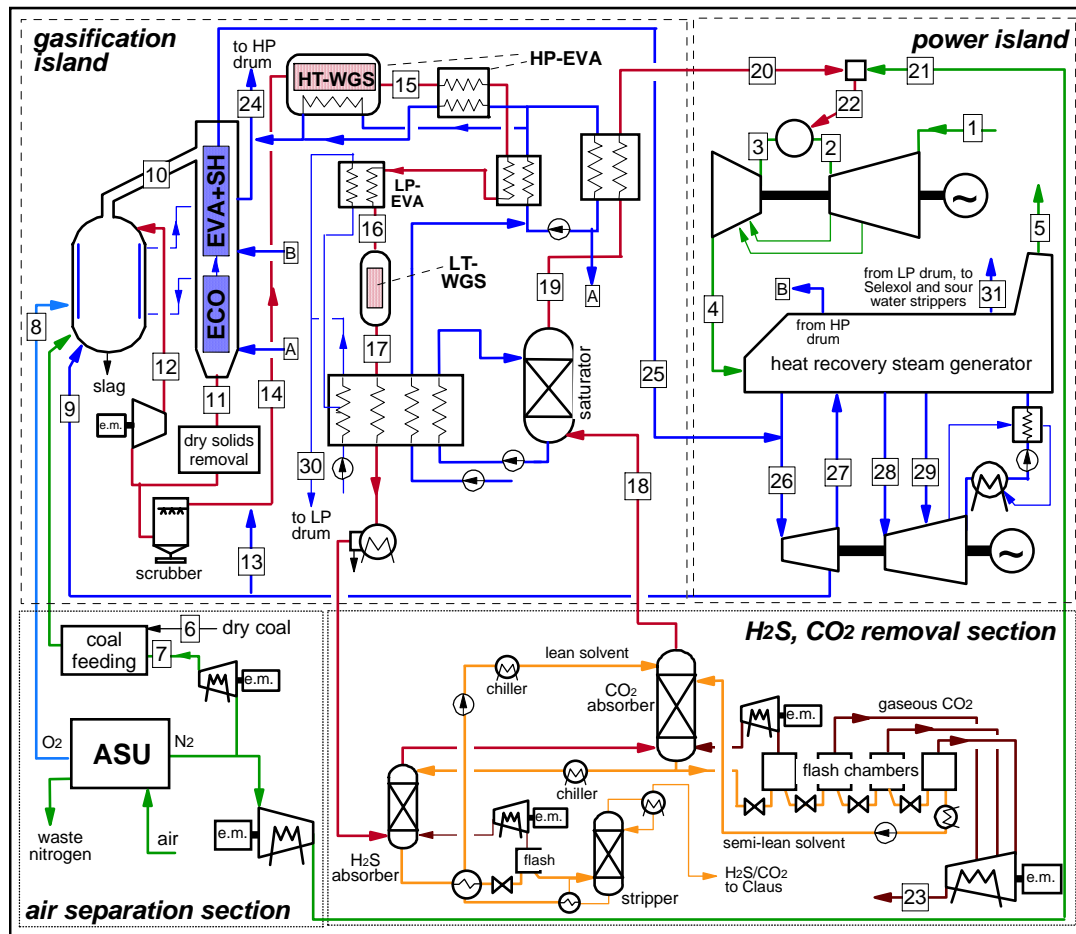 gasification
island
to HP
drum
24
HT-WGS
15
HP-EVA
20
power island
21
22
3
2
1
10
EVA+SH
LP-
EVA
16
B
5
from LP drum, to
Selexol and sour
water strippers
31
B
LT-
WGS
19
4
from HP
drum
heat recovery steam generator
8
ECO
12
A
A
17
saturator
slag
9
11
14
25
e.m.
dry solids
removal
30
18
26
27
28
29
to LP
drum
scrubber
13
~
~
6
dry coal
coal
feeding
7
e.m.
H2S, CO2 removal section
lean solvent
chiller
CO2
absorber
e.m.
gaseous CO2
O2
ASU
N2
flash chambers
chiller
waste
nitrogen
air
e.m.
e.m.
semi-lean solvent
H2S
absorber
flash
stripper
H2S/CO2
to Claus
e.m.
23
air separation section